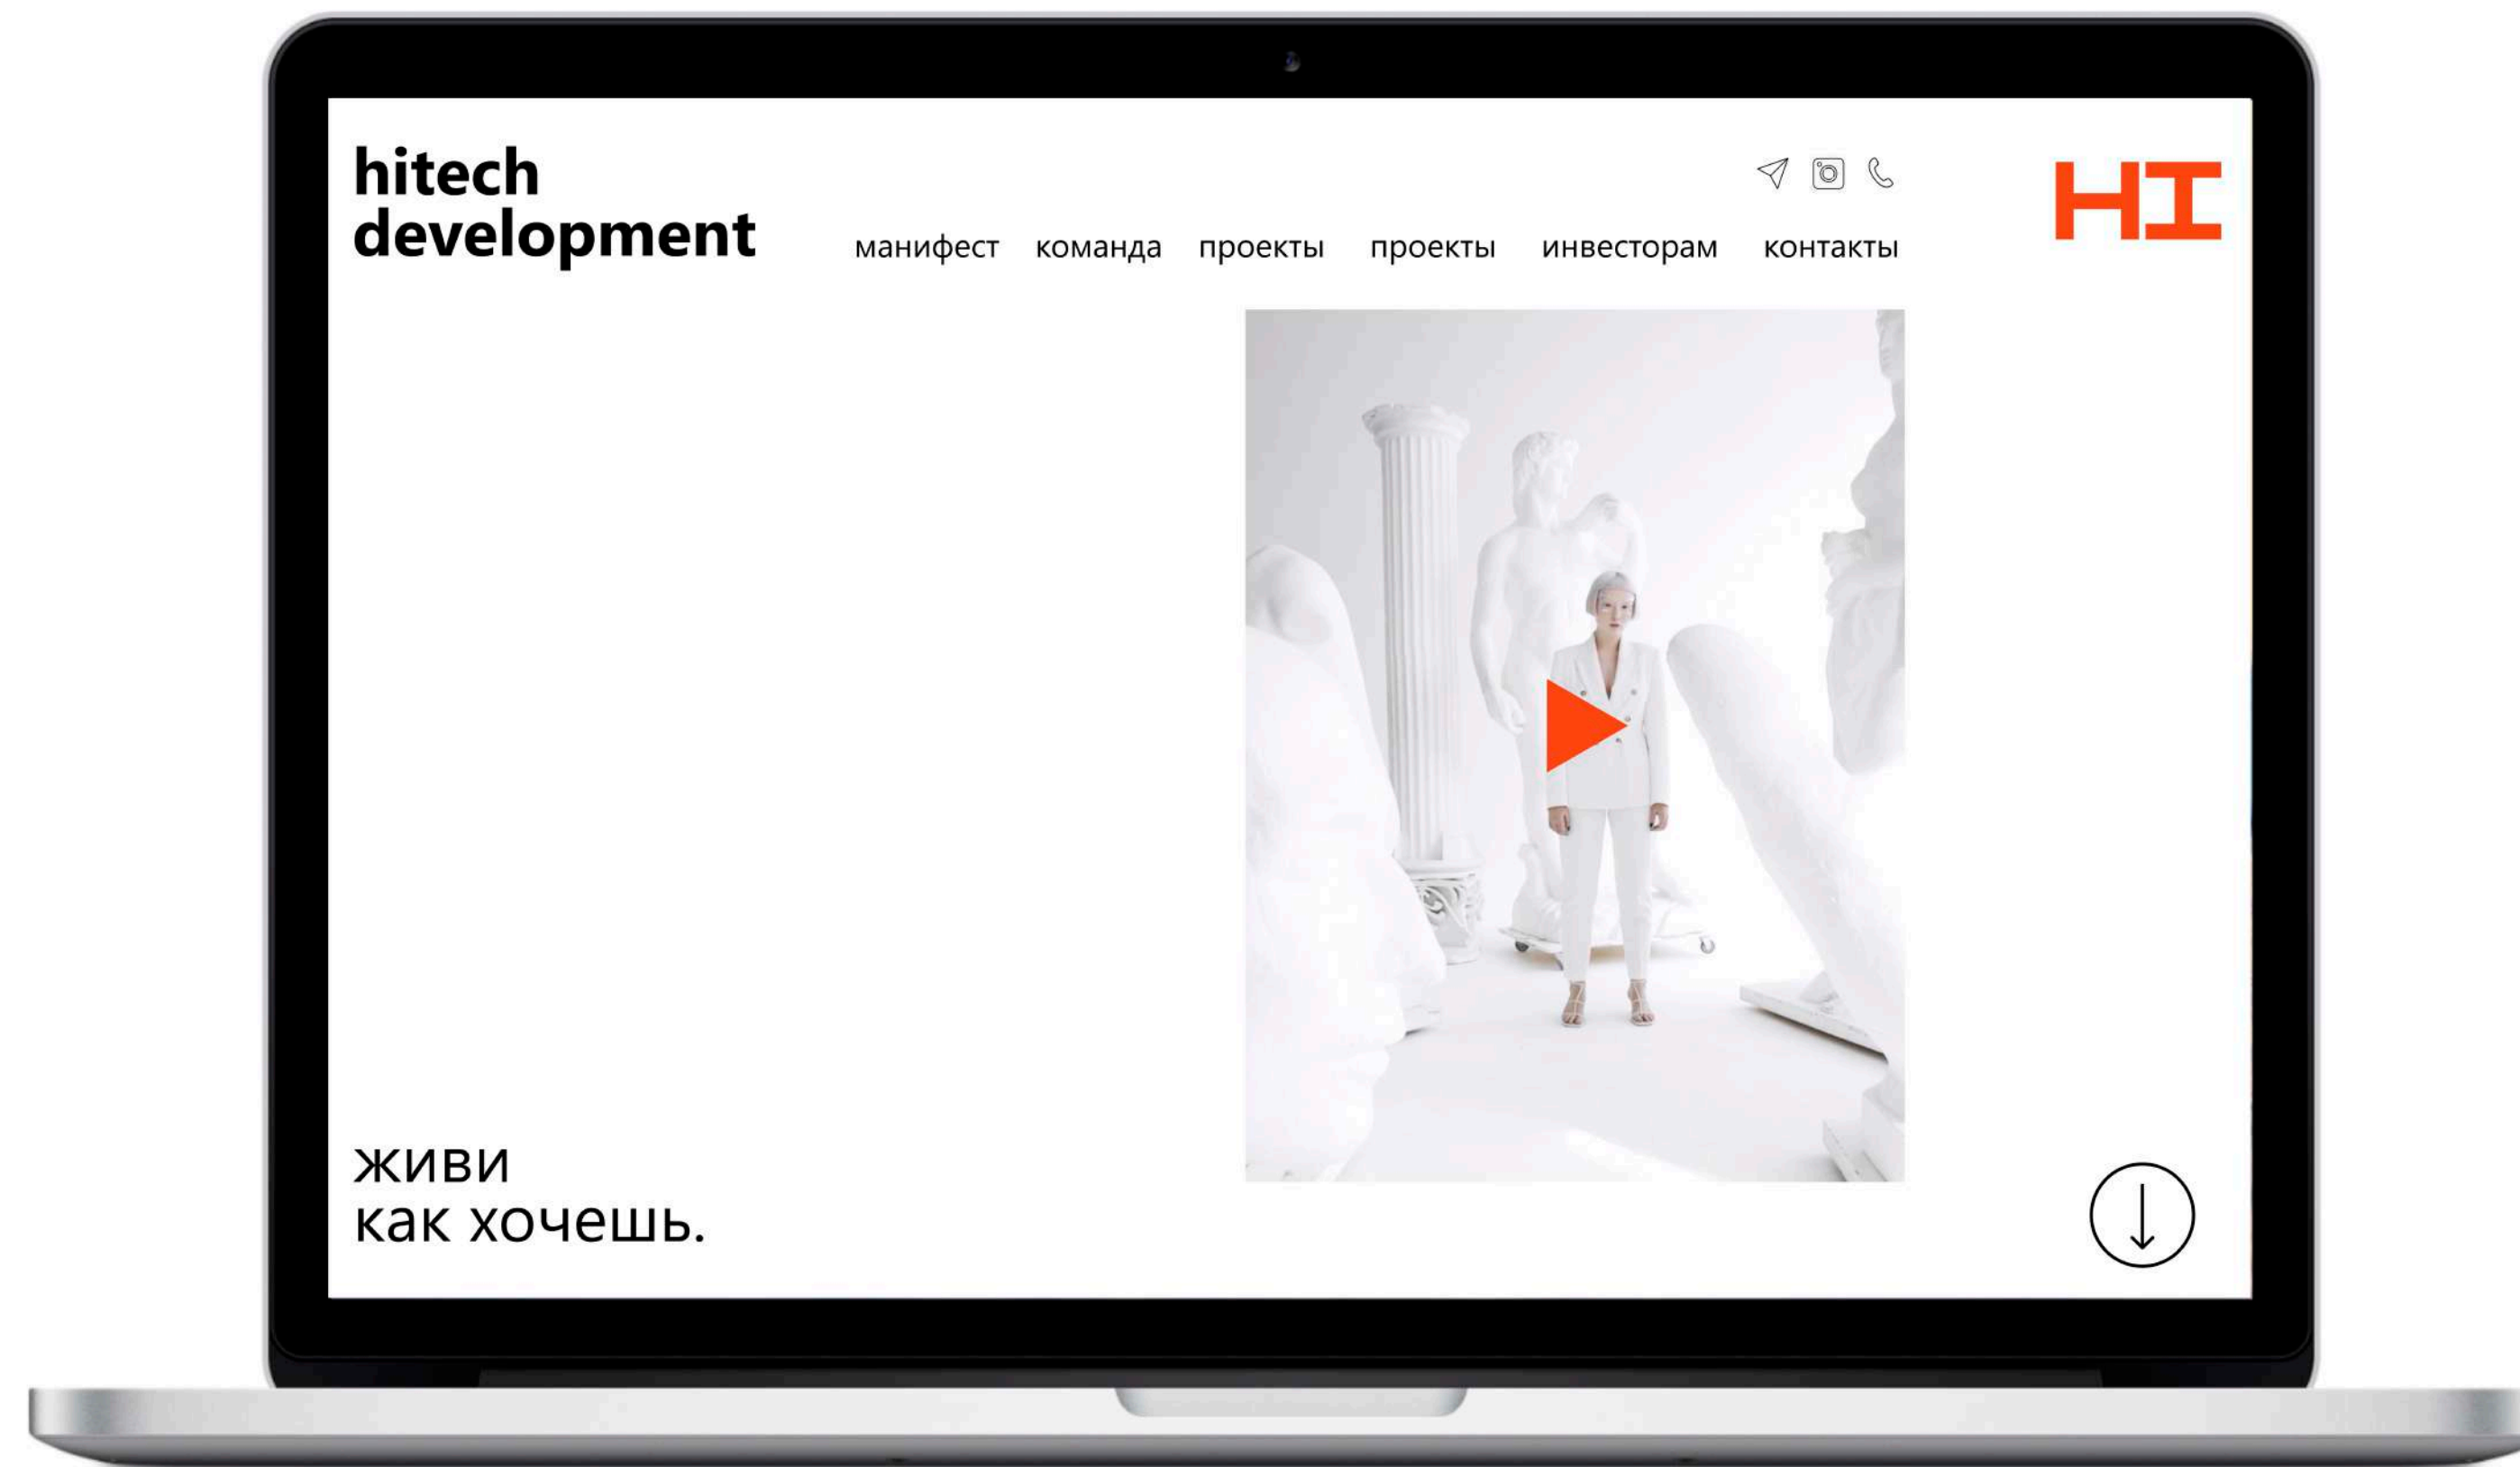 hitech
development
манифест команда проекты проекты инвесторам контакты
HI
живи
как хочешь.